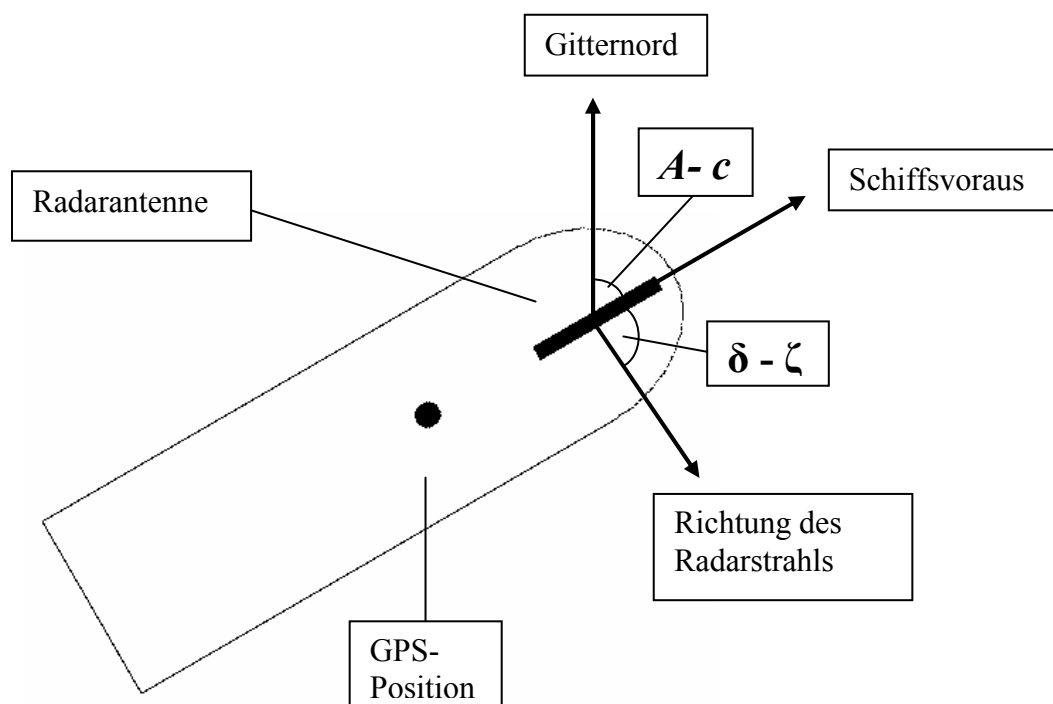 Gitternord
A- c
Schiffsvoraus
Radarantenne
δ - ζ
Richtung des
Radarstrahls
GPS-
Position